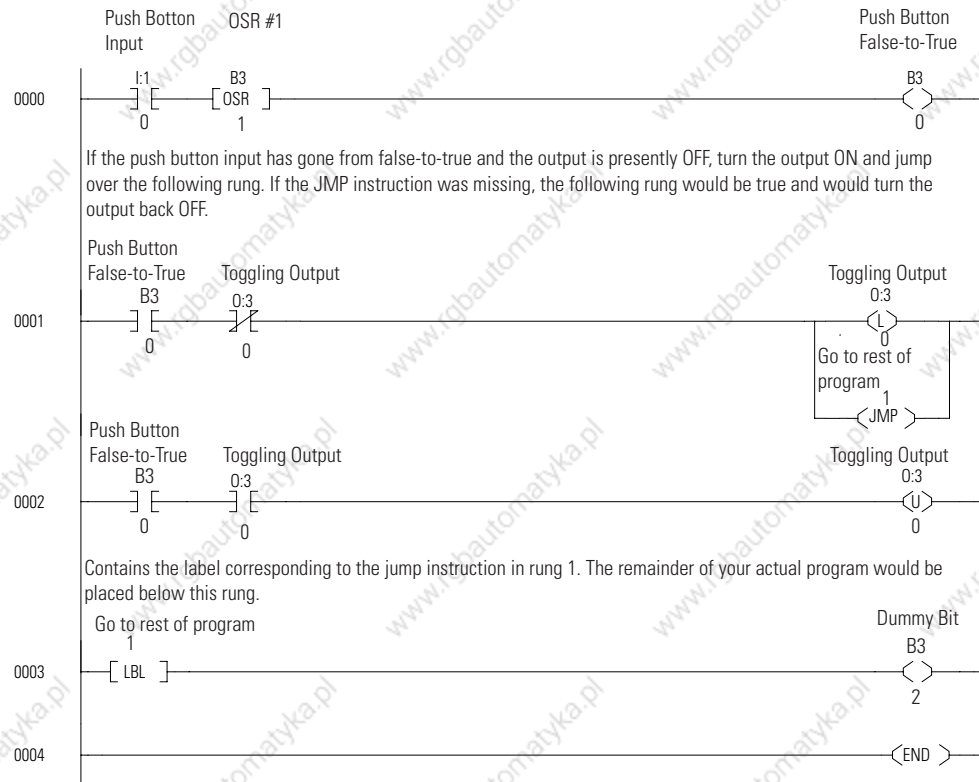 Push Botton
Input
OSR #1
Push Button
False-to-True
I:1
B3
B3
0000
OSR
0
1
0
If the push button input has gone from false-to-true and the output is presently OFF, turn the output ON and jump
over the following rung. If the JMP instruction was missing, the following rung would be true and would turn the
output back OFF.
Push Button
False-to-True
Toggling Output
Toggling Output
B3
O:3
O:3
0001
L
0
0
0
Go to rest of
program
1
JMP
Push Button
False-to-True
Toggling Output
Toggling Output
B3
O:3
O:3
0002
U
0
0
0
Contains the label corresponding to the jump instruction in rung 1. The remainder of your actual program would be
placed below this rung.
Go to rest of program
Dummy Bit
1
B3
0003
LBL
2
0004
END
www.rgbautomatyka.pl